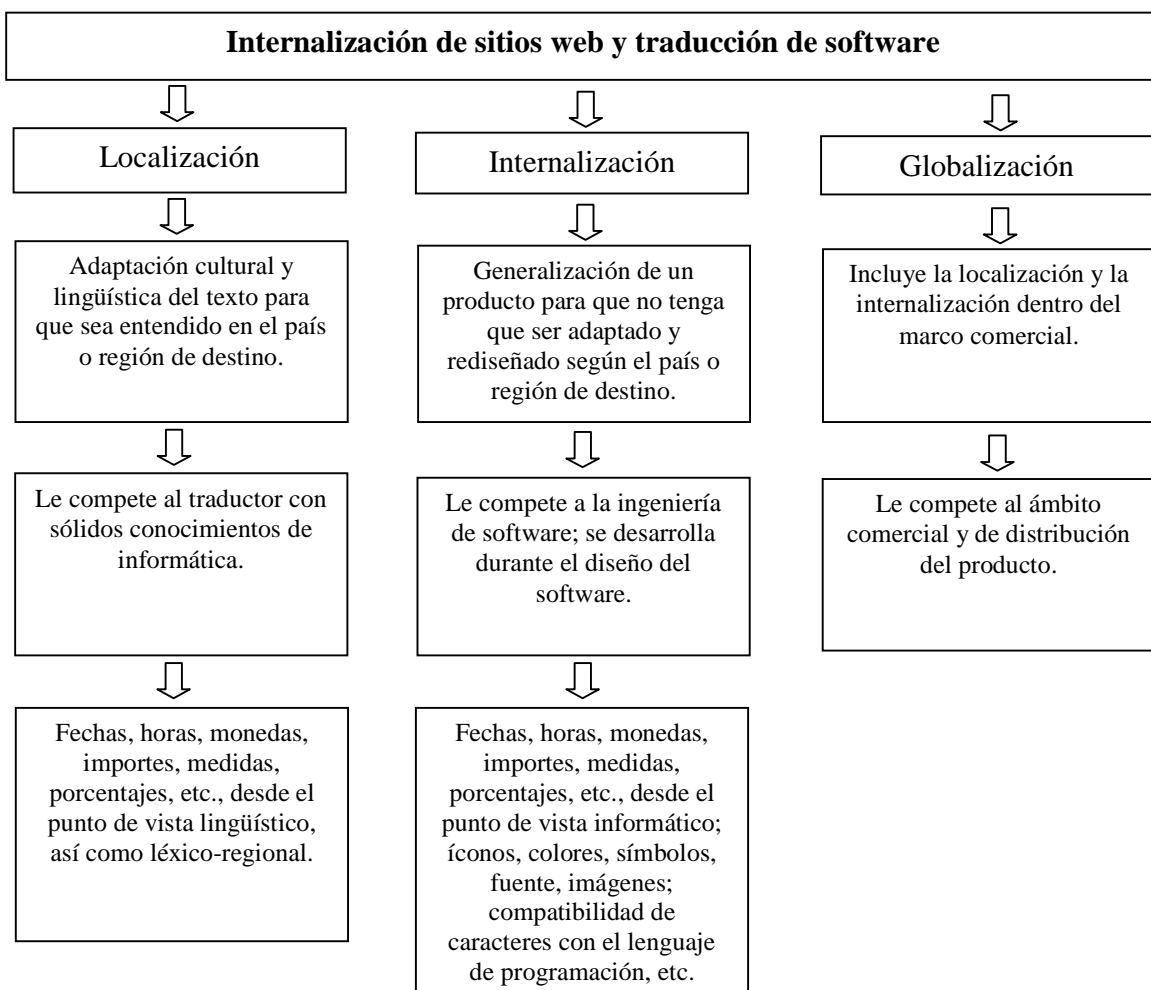 Internalización de sitios web y traducción de software
Localización
Internalización
Globalización
Adaptación cultural y
lingüística del texto para
que sea entendido en el país
o región de destino.
Generalización de un
producto para que no tenga
que ser adaptado y
rediseñado según el país o
región de destino.
Incluye la localización y la
internalización dentro del
marco comercial.
Le compete al traductor con
sólidos conocimientos de
informática.
Le compete a la ingeniería
de software; se desarrolla
durante el diseño del
software.
Le compete al ámbito
comercial y de distribución
del producto.
Fechas, horas, monedas,
importes, medidas,
porcentajes, etc., desde el
punto de vista lingüístico,
así como léxico-regional.
Fechas, horas, monedas,
importes, medidas,
porcentajes, etc., desde el
punto de vista informático;
íconos, colores, símbolos,
fuente, imágenes;
compatibilidad de
caracteres con el lenguaje
de programación, etc.